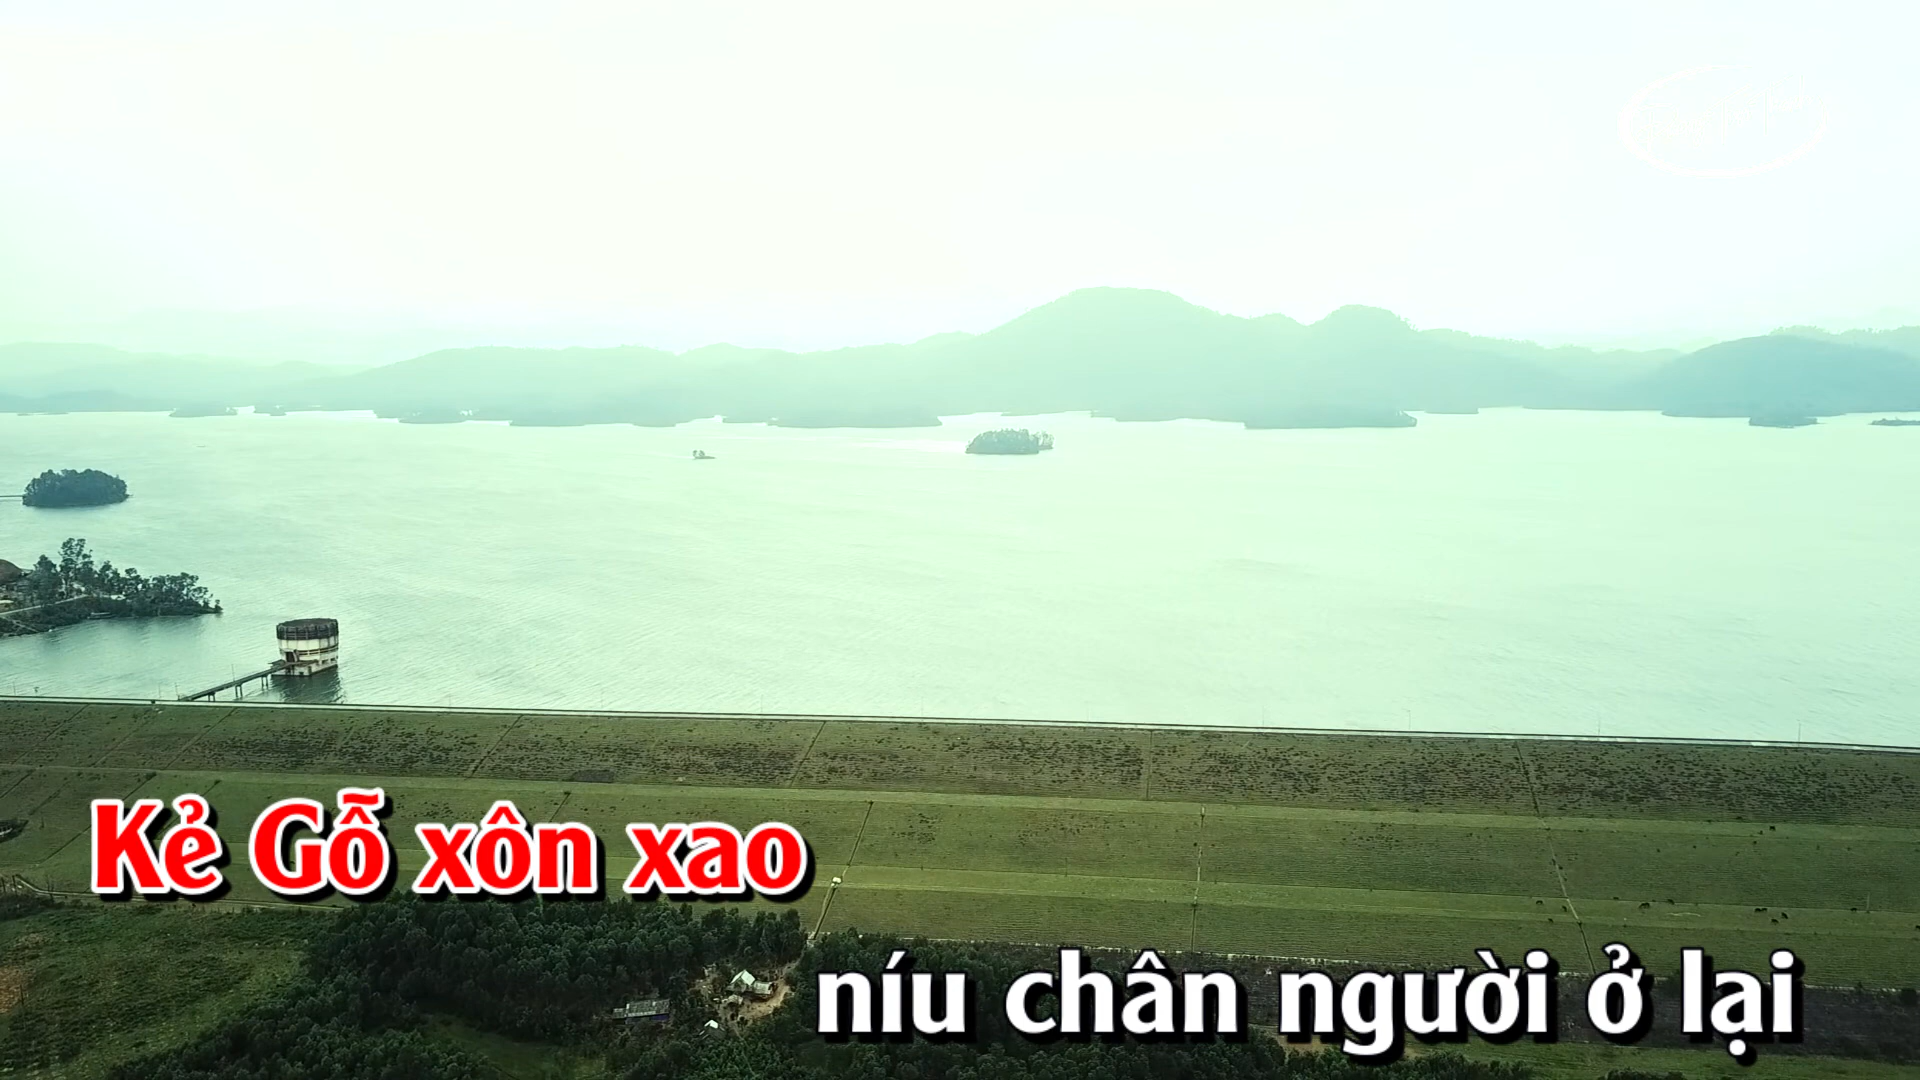 Kẻ Gỗ xôn xao
níu chân người ở lại